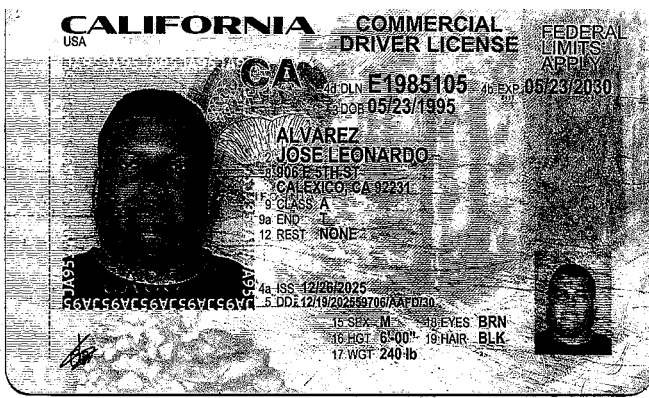 CALIFORNIA
USA
COMMERCIAL
DRIVER LICENSE
FEDERAL
LIMITS
APPLY
CA
4d DLN E1985105 4b EXP 05/23/2030
3 DOB 05/23/1995
1 ALVAREZ
2 JOSE LEONARDO
8 906 E 5TH ST
CALEXICO, CA 92231
9 CLASS A
9a END T
12 REST NONE
4a ISS 12/26/2025
5 DD 12/19/202559706/AAFD/30
15 SEX M 18 EYES BRN
16 HGT 6'-00" 19 HAIR BLK
17 WGT 240 lb